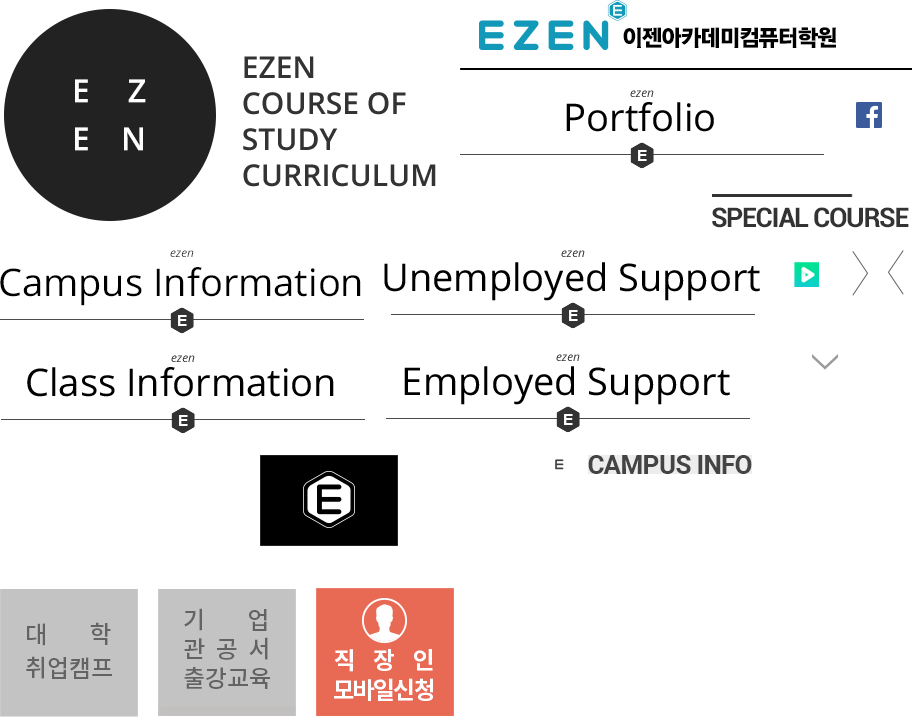 E Z
E N
EZEN
COURSE OF
STUDY
CURRICULUM
EZEN E 이젠아카데미컴퓨터학원
ezen
Portfolio
E
f
SPECIAL COURSE
ezen
Campus Information
E
ezen
Unemployed Support
E
ezen
Class Information
E
ezen
Employed Support
E
E
E CAMPUS INFO
대 학
취업캠프
기 업
관 공 서
출강교육
직 장 인
모바일신청